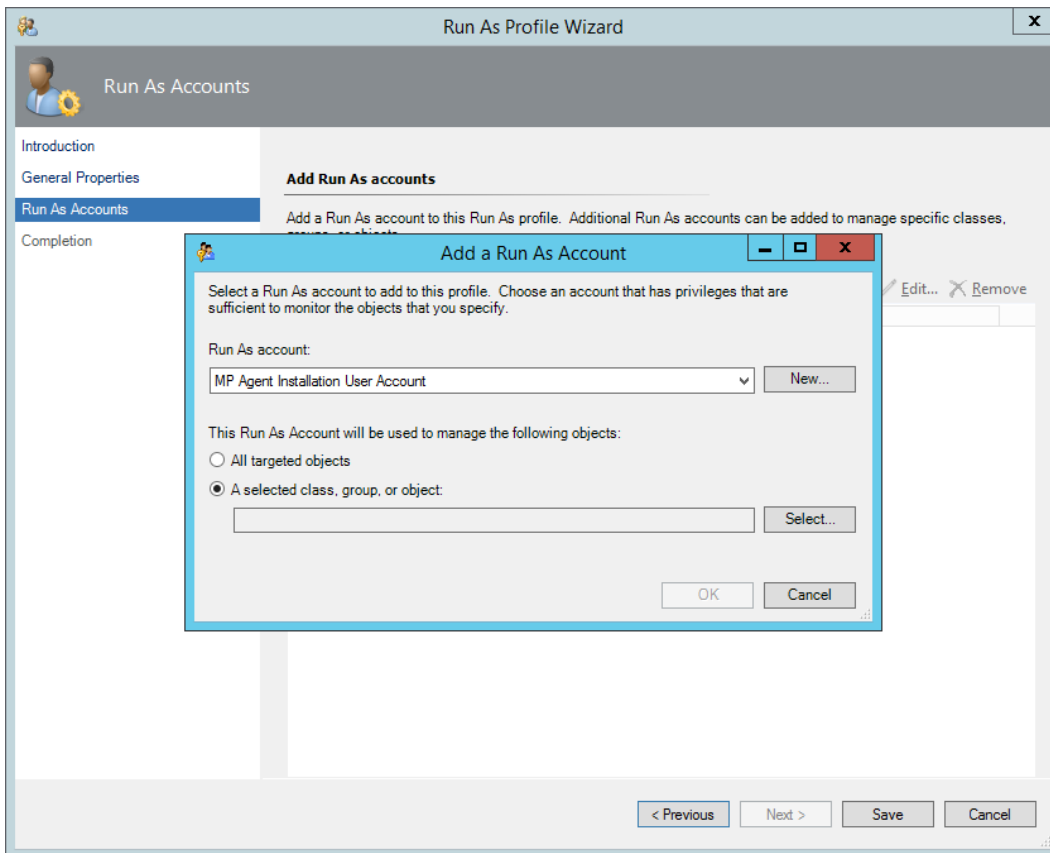 Run As Profile Wizard
X
Run As Accounts
Introduction
General Properties
Run As Accounts
Completion
Add Run As accounts
Add a Run As account to this Run As profile.  Additional Run As accounts can be added to manage specific classes,
Edit...
Remove
Add a Run As Account
X
Select a Run As account to add to this profile.  Choose an account that has privileges that are
sufficient to monitor the objects that you specify.
Run As account:
MP Agent Installation User Account
New...
This Run As Account will be used to manage the following objects:
All targeted objects
A selected class, group, or object:
Select...
OK
Cancel
< Previous
Next >
Save
Cancel